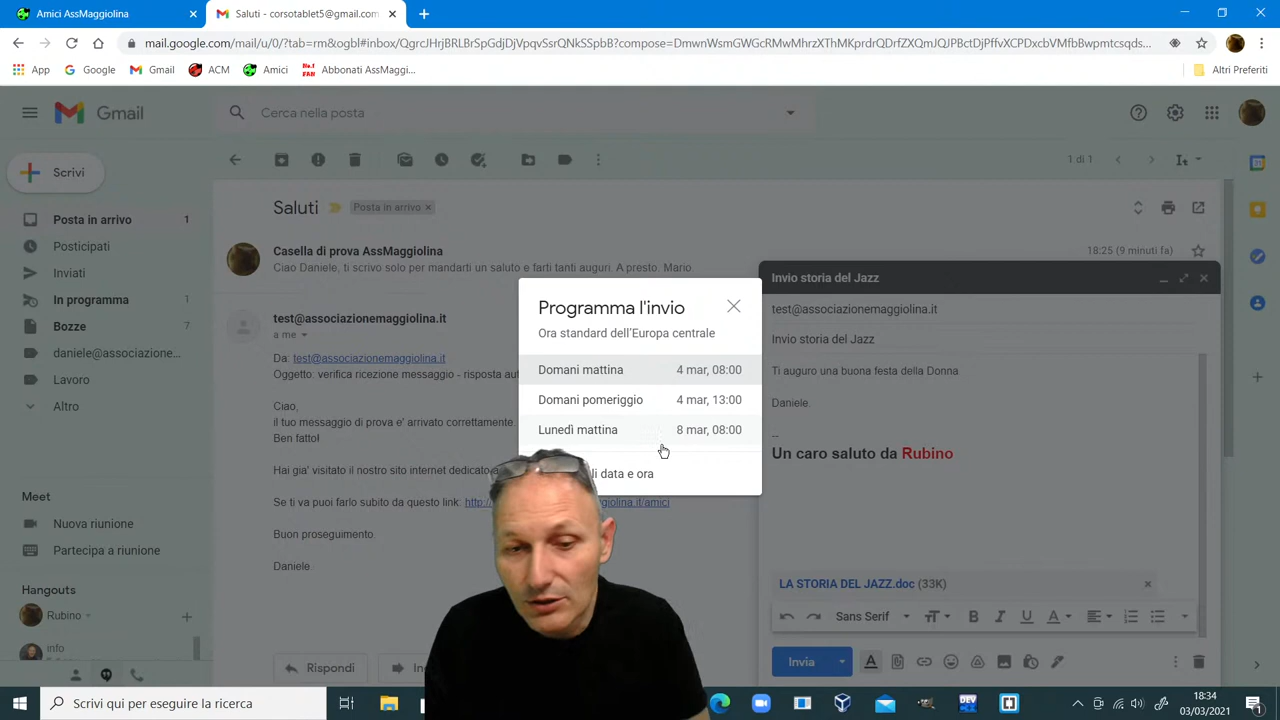 Amici AssMaggiolina
Saluti - corsotablet5@gmail.com
mail.google.com/mail/u/0/?tab=rm&ogbl#inbox/QgrcJHrjBRLBrSpGdjDjVpqvSsrQNkSSpbB?compose=DmwnWsmGWGcRMwMhrzXThMKprdrQDrfZXQmJQJPBctDjPffvXCPDxcbVMfbBwpmtcsqds...
App
Google
Gmail
ACM
Amici
No.1 FAN
Abbonati AssMaggi...
Altri Preferiti
Gmail
Cerca nella posta
Scrivi
1 di 1
Posta in arrivo 1
Posticipati
Inviati
In programma 1
Bozze 7
daniele@associazione...
Lavoro
Altro
Meet
Nuova riunione
Partecipa a riunione
Hangouts
Rubino
info
Saluti
Posta in arrivo ×
Casella di prova AssMaggiolina
18:25 (9 minuti fa)
Ciao Daniele, ti scrivo solo per mandarti un saluto e farti tanti auguri. A presto. Mario.
test@associazionemaggiolina.it
a me
Da: test@associazionemaggiolina.it
Oggetto: verifica ricezione messaggio - risposta aut
Ciao,
il tuo messaggio di prova e' arrivato correttamente.
Ben fatto!
Hai gia' visitato il nostro sito internet dedicato a
Se ti va puoi farlo subito da questo link: http://
giolina.it/amici
Buon proseguimento.
Daniele
Rispondi
Programma l'invio
Ora standard dell'Europa centrale
Domani mattina 4 mar, 08:00
Domani pomeriggio 4 mar, 13:00
Lunedì mattina 8 mar, 08:00
li data e ora
Invio storia del Jazz
test@associazionemaggiolina.it
Invio storia del Jazz
Ti auguro una buona festa della Donna
Daniele.
--
Un caro saluto da Rubino
LA STORIA DEL JAZZ.doc (33K)
Sans Serif
Invia
Scrivi qui per eseguire la ricerca
18:34
03/03/2021